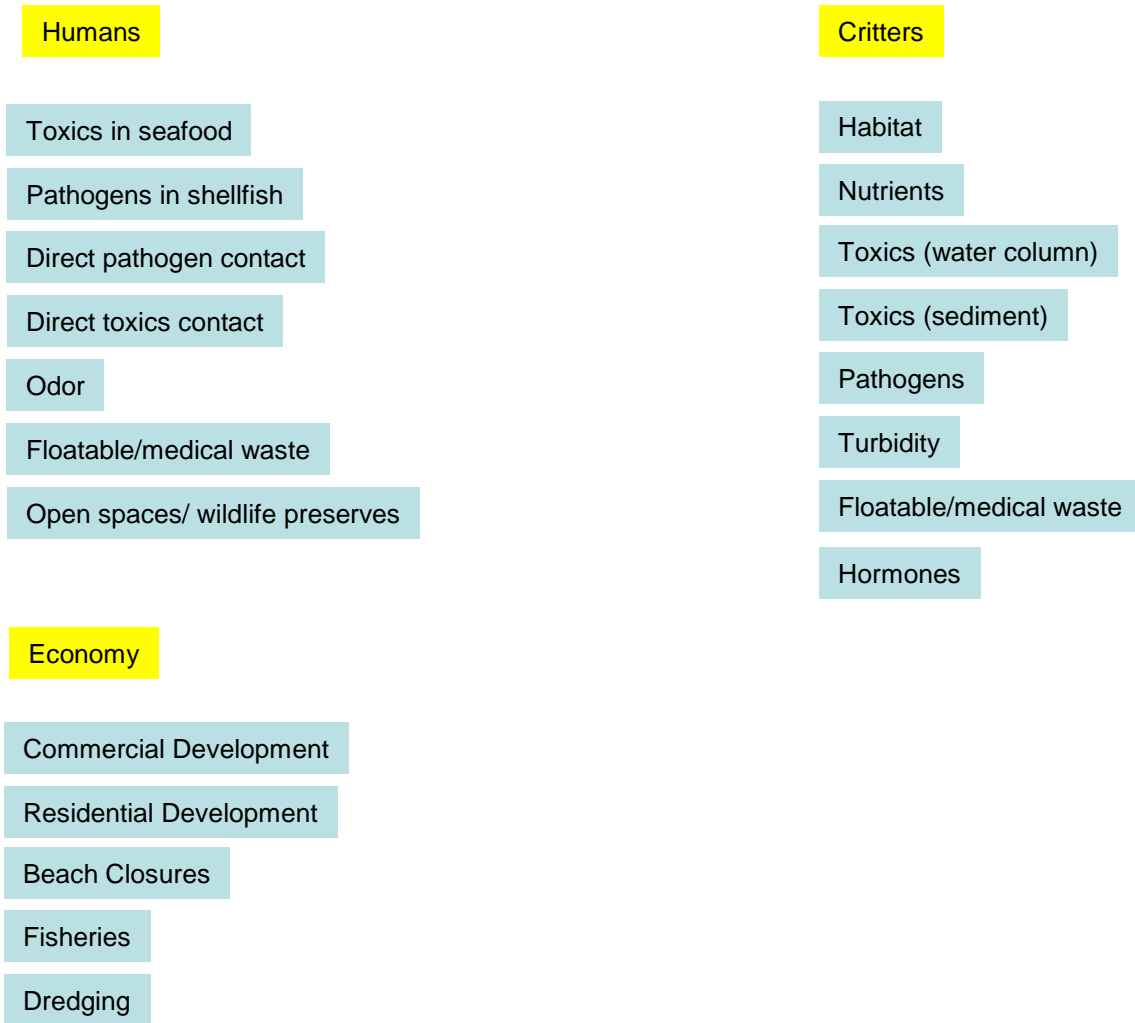 Humans
Toxics in seafood
Pathogens in shellfish
Direct pathogen contact
Direct toxics contact
Odor
Floatable/medical waste
Open spaces/ wildlife preserves
Critters
Habitat
Nutrients
Toxics (water column)
Toxics (sediment)
Pathogens
Turbidity
Floatable/medical waste
Hormones
Economy
Commercial Development
Residential Development
Beach Closures
Fisheries
Dredging